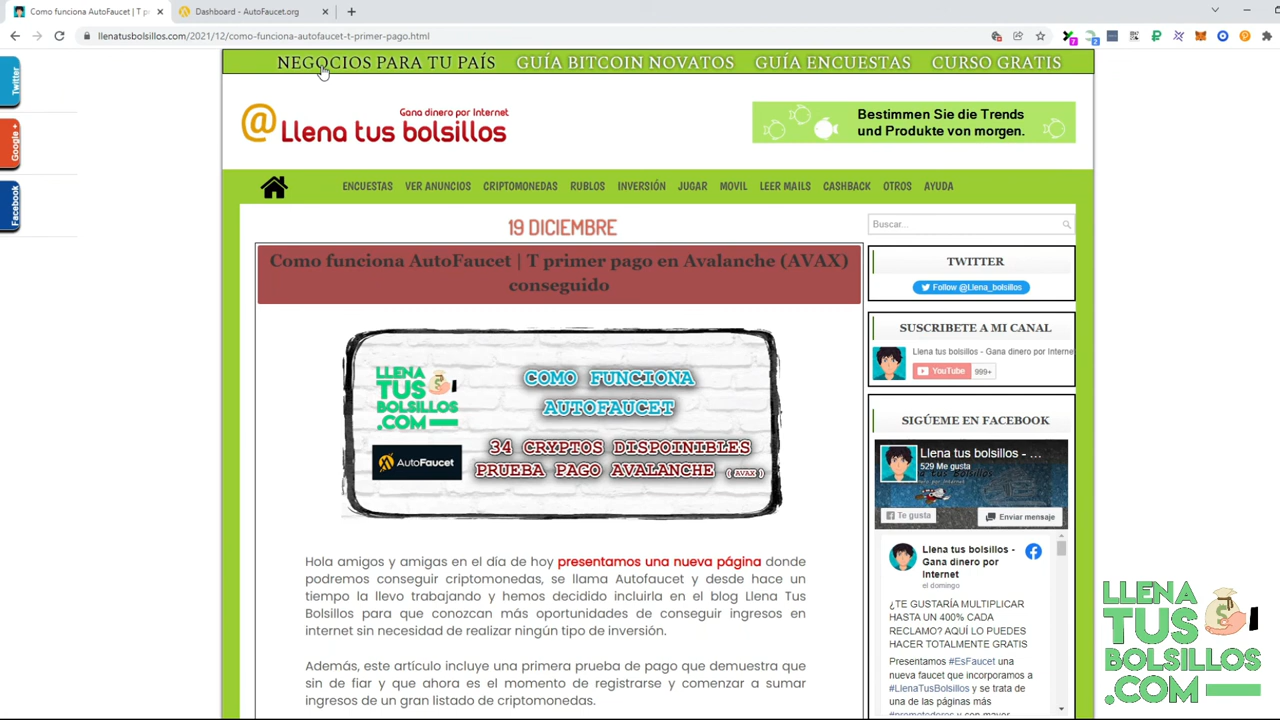 Como funciona AutoFaucet | T p
Dashboard - AutoFaucet.org
llenatusbolsillos.com/2021/12/como-funciona-autofaucet-t-primer-pago.html
Twitter
Google +
Facebook
NEGOCIOS PARA TU PAÍS GUÍA BITCOIN NOVATOS GUÍA ENCUESTAS CURSO GRATIS
@
Gana dinero por Internet
Llena tus bolsillos
Bestimmen Sie die Trends
und Produkte von morgen.
ENCUESTAS VER ANUNCIOS CRIPTOMONEDAS RUBLOS INVERSIÓN JUGAR MOVIL LEER MAILS CASHBACK OTROS AYUDA
19 DICIEMBRE
Como funciona AutoFaucet | T primer pago en Avalanche (AVAX)
conseguido
LLENA
TUS
BOLSILLOS
.COM
AutoFaucet
COMO FUNCIONA
AUTOFAUCET
34 CRYPTOS DISPOINIBLES
PRUEBA PAGO AVALANCHE (AVAX)
Hola amigos y amigas en el día de hoy presentamos una nueva página donde
podremos conseguir criptomonedas, se llama Autofaucet y desde hace un
tiempo la llevo trabajando y hemos decidido incluirla en el blog Llena Tus
Bolsillos para que conozcan más oportunidades de conseguir ingresos en
internet sin necesidad de realizar ningún tipo de inversión.
Además, este artículo incluye una primera prueba de pago que demuestra que
sin de fiar y que ahora es el momento de registrarse y comenzar a sumar
ingresos de un gran listado de criptomonedas.
Buscar...
TWITTER
Follow @Llena_bolsillos
SUSCRIBETE A MI CANAL
Llena tus bolsillos - Gana dinero por Interne
YouTube 999+
SIGÚEME EN FACEBOOK
Llena tus bolsillos - ...
529 Me gusta
Te gusta
Enviar mensaje
Llena tus bolsillos -
Gana dinero por
Internet
el domingo
¿TE GUSTARÍA MULTIPLICAR
HASTA UN 400% CADA
RECLAMO? AQUÍ LO PUEDES
HACER TOTALMENTE GRATIS
Presentamos #EsFaucet una
nueva faucet que incorporamos a
#LlenaTusBolsillos y se trata de
una de las páginas más
#promotedores y con mayor
LLENA
TUS
BOLSILLOS
.COM